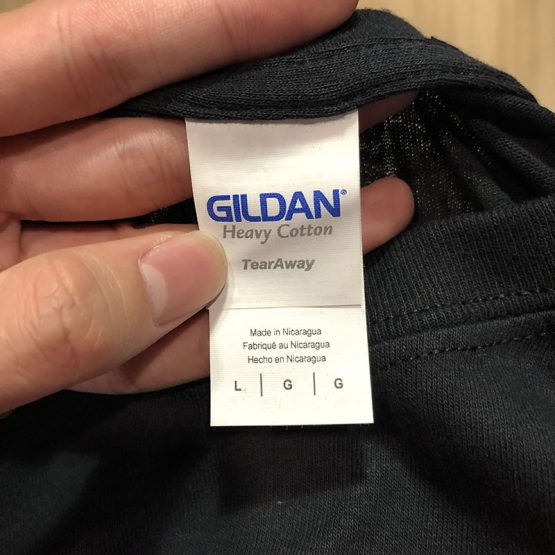 GILDAN®
Heavy Cotton
TearAway
Made in Nicaragua
Fabriqué au Nicaragua
Hecho en Nicaragua
L | G | G